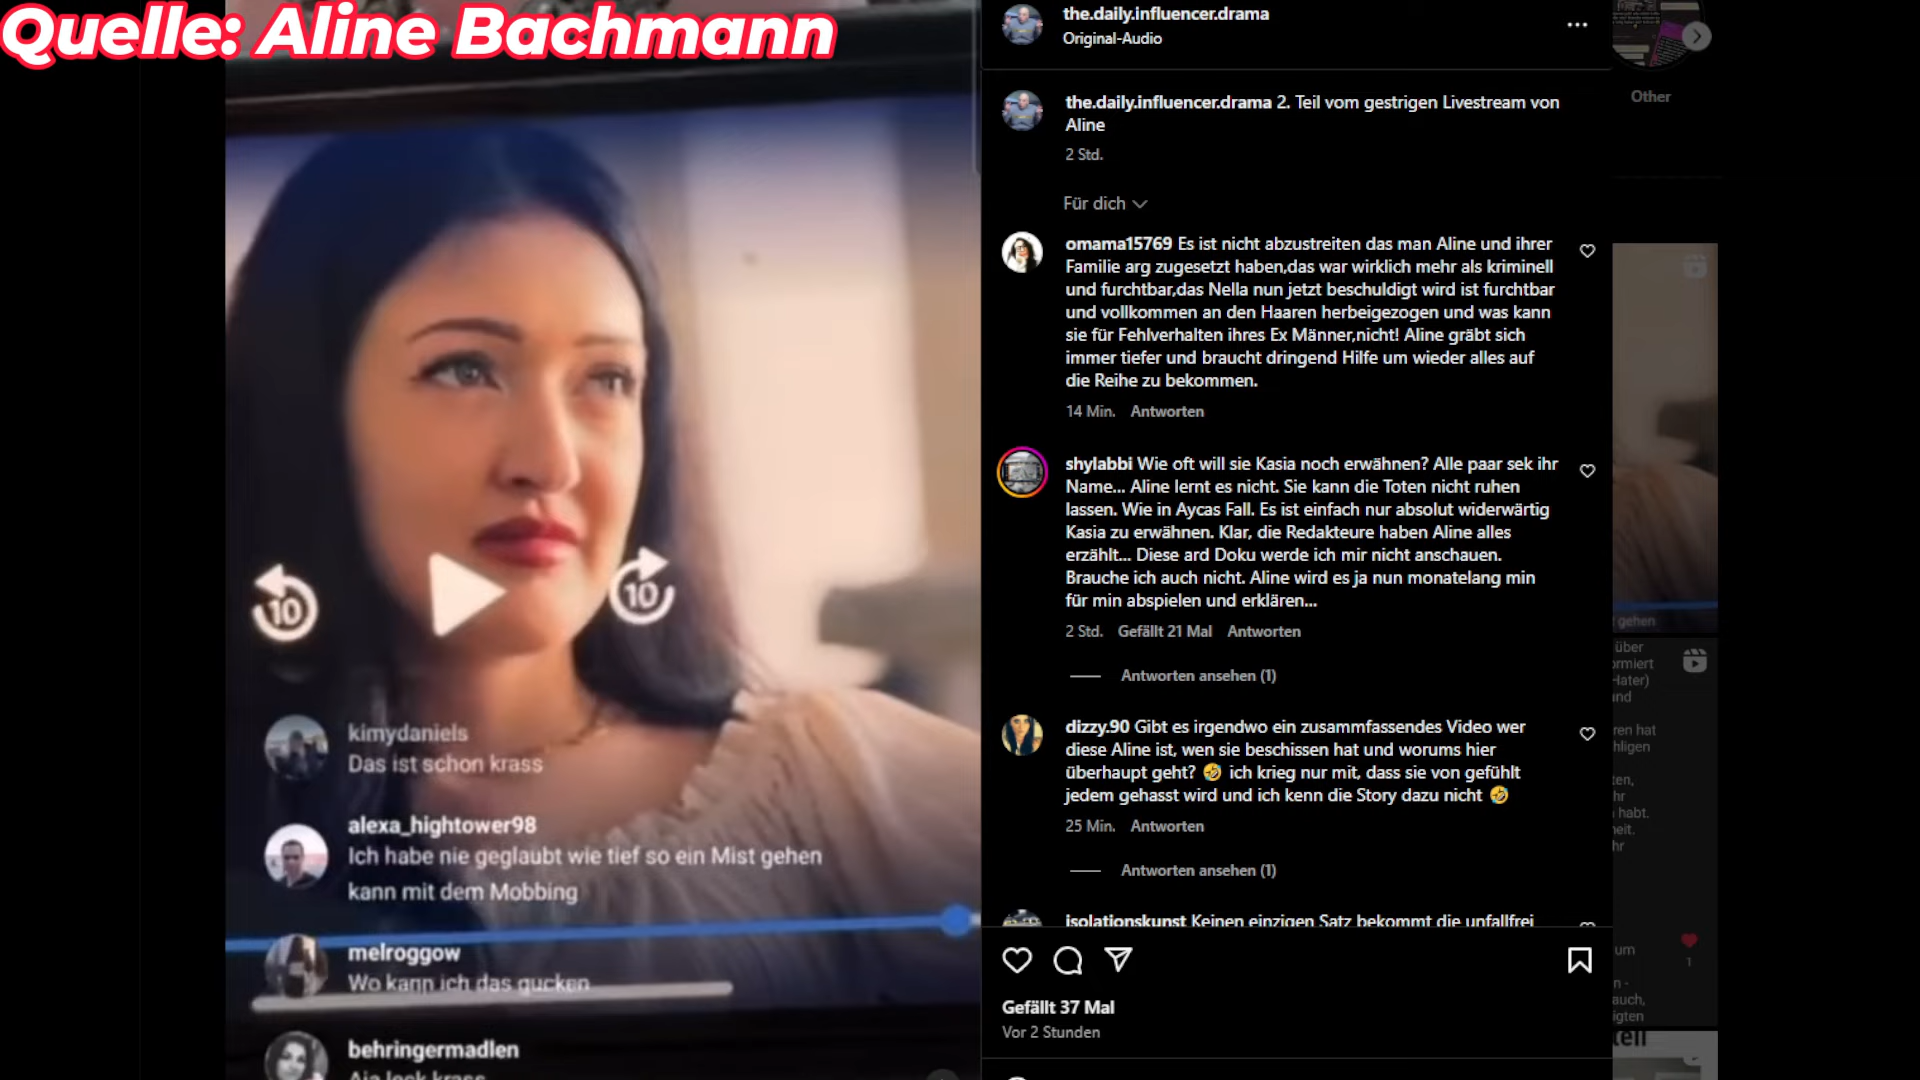 Quelle: Aline Bachmann
the.daily.influencer.drama
Original-Audio
Other
the.daily.influencer.drama 2. Teil vom gestrigen Livestream von
Aline
2 Std.
Für dich
omama15769 Es ist nicht abzustreiten das man Aline und ihrer
Familie arg zugesetzt haben,das war wirklich mehr als kriminell
und furchtbar,das Nella nun jetzt beschuldigt wird ist furchtbar
und vollkommen an den Haaren herbeigezogen und was kann
sie für Fehlverhalten ihres Ex Männer,nicht! Aline gräbt sich
immer tiefer und braucht dringend Hilfe um wieder alles auf
die Reihe zu bekommen.
14 Min. Antworten
shylabbi Wie oft will sie Kasia noch erwähnen? Alle paar sek ihr
Name... Aline lernt es nicht. Sie kann die Toten nicht ruhen
lassen. Wie in Aycas Fall. Es ist einfach nur absolut widerwärtig
Kasia zu erwähnen. Klar, die Redakteure haben Aline alles
erzählt... Diese ard Doku werde ich mir nicht anschauen.
Brauche ich auch nicht. Aline wird es ja nun monatelang min
für min abspielen und erklären...
2 Std. Gefällt 21 Mal Antworten
Antworten ansehen (1)
dizzy.90 Gibt es irgendwo ein zusammfassendes Video wer
diese Aline ist, wen sie beschissen hat und worums hier
überhaupt geht? 🤣 ich krieg nur mit, dass sie von gefühlt
jedem gehasst wird und ich kenn die Story dazu nicht 🤣
25 Min. Antworten
Antworten ansehen (1)
isolationskunst Keinen einzigen Satz bekommt die unfallfrei
Gefällt 37 Mal
Vor 2 Stunden
10
10
kimydaniels
Das ist schon krass
alexa_hightower98
Ich habe nie geglaubt wie tief so ein Mist gehen
kann mit dem Mobbing
melroggow
Wo kann ich das gucken
behringermadlen
gehen
über
Hater)
habt.
um
1